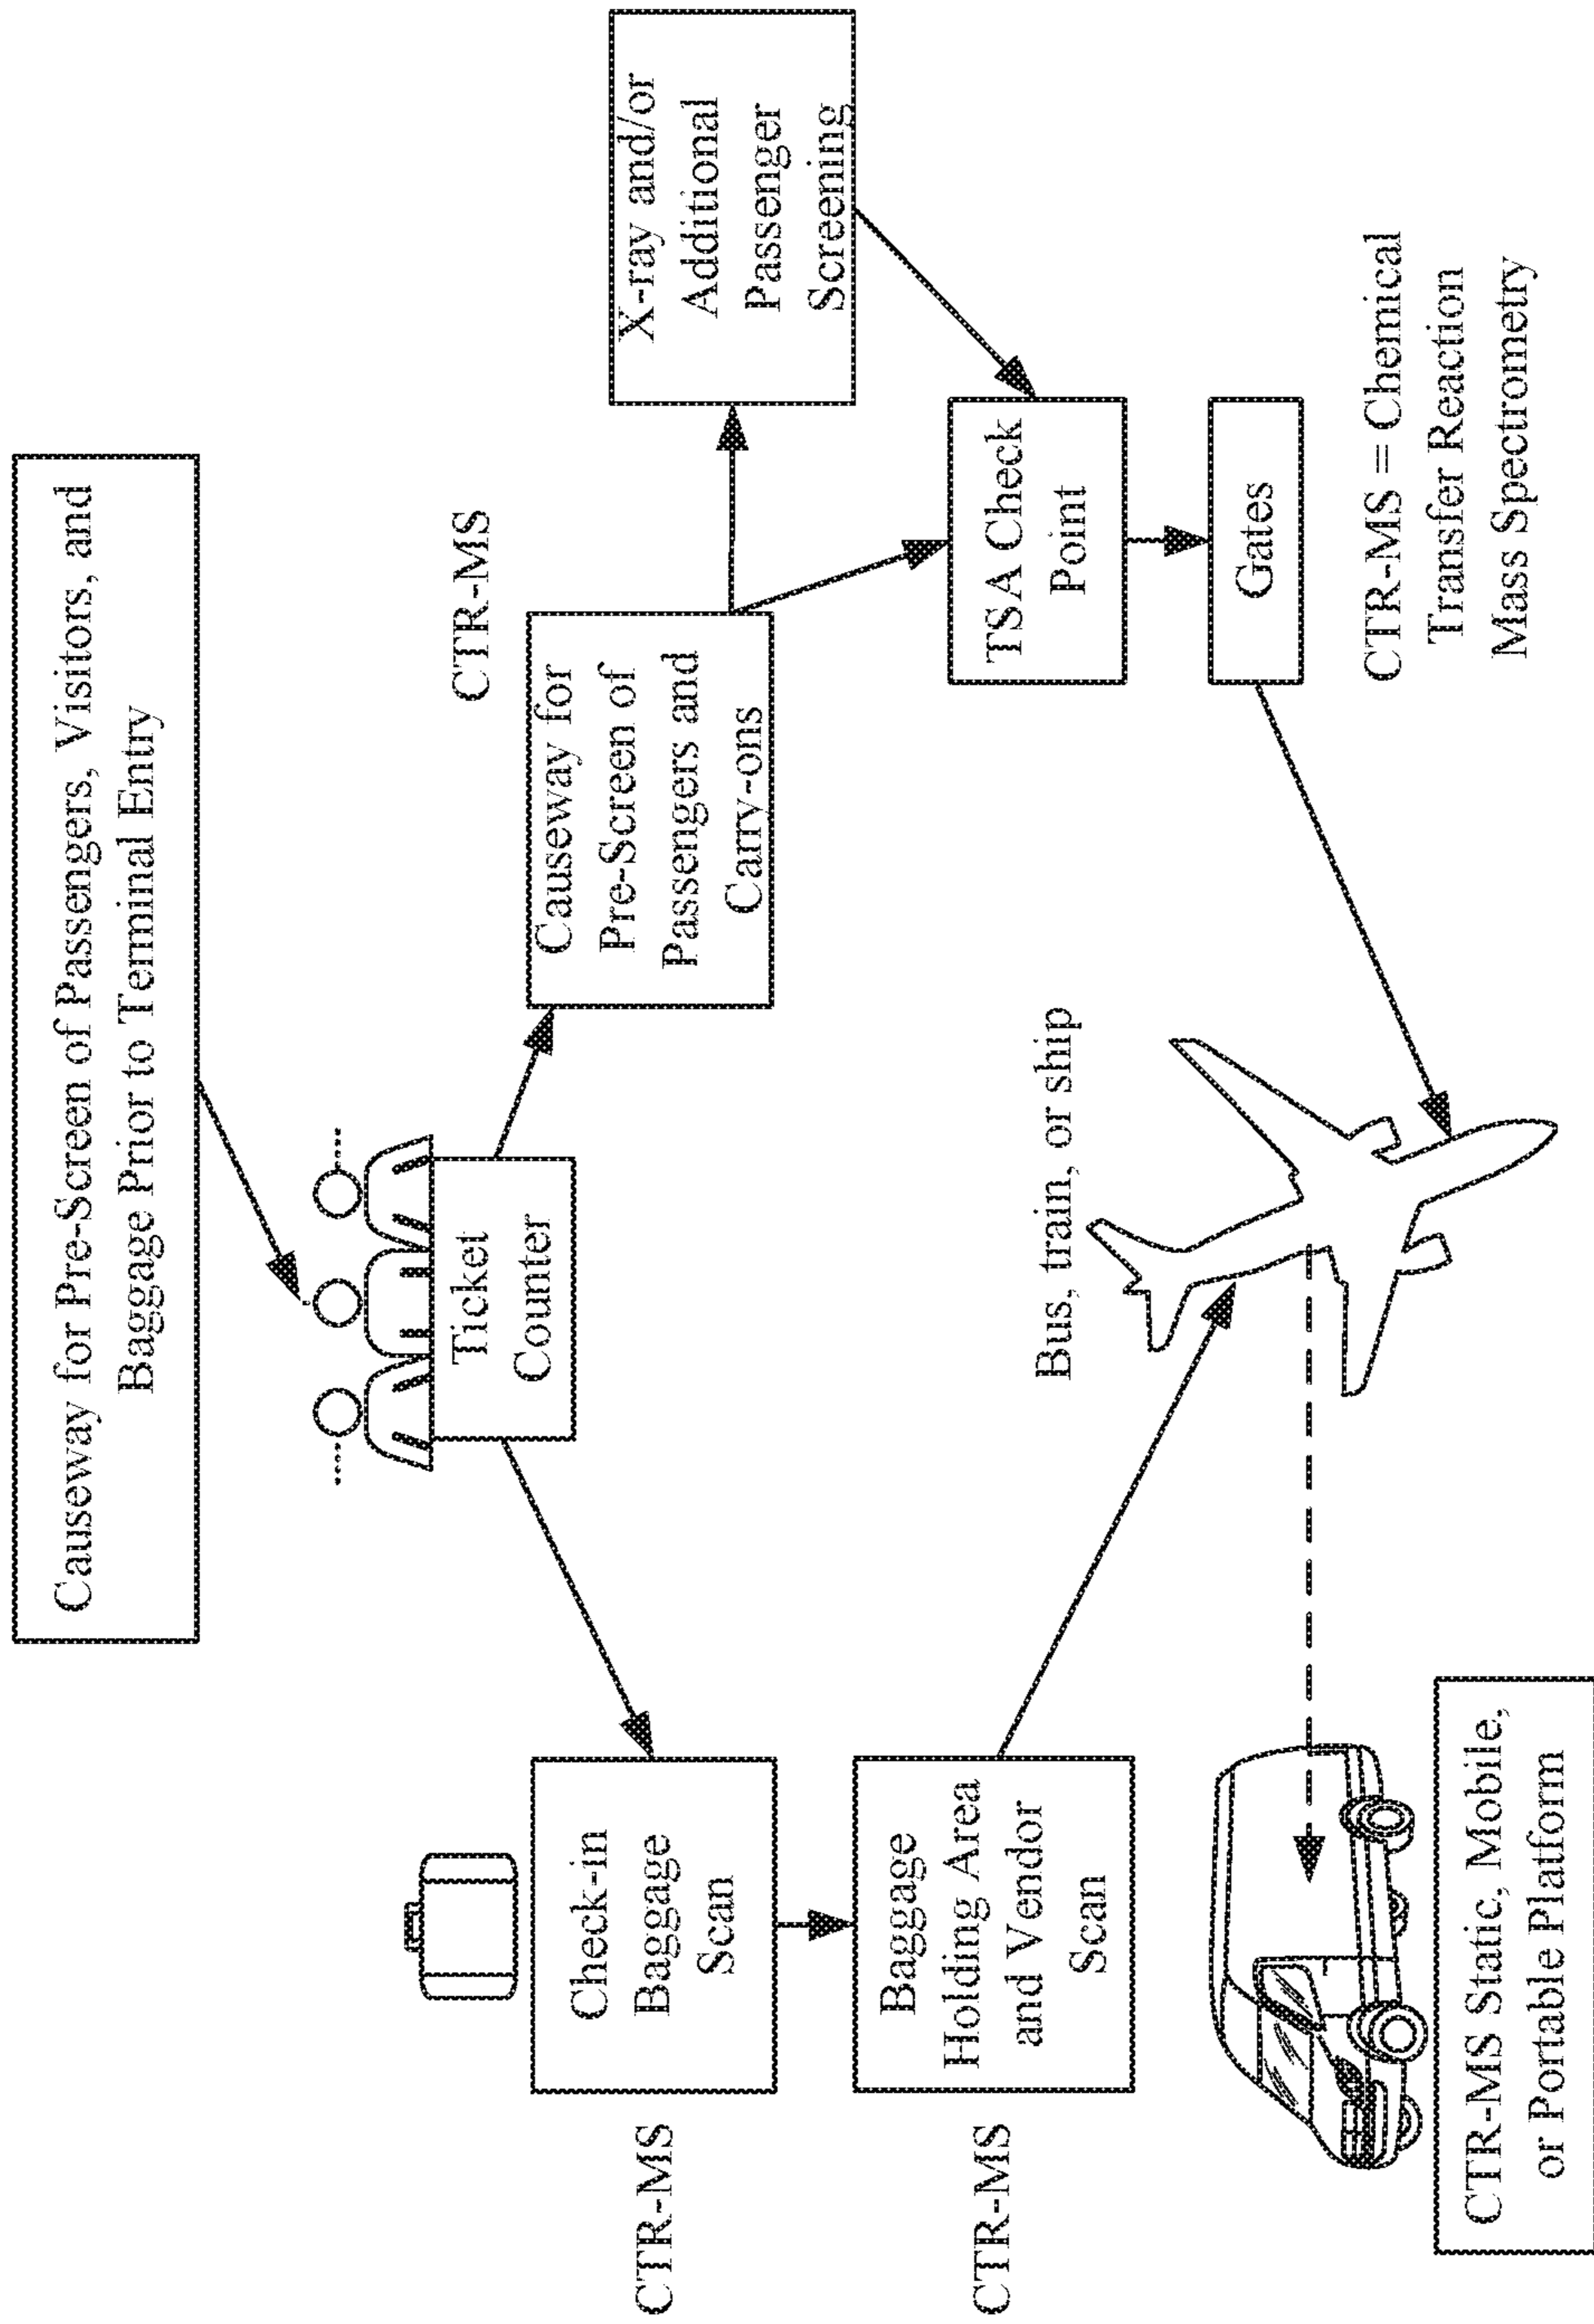 Causeway for Pre-Screen of Passengers, Visitors, and
Baggage Prior to Terminal Entry
Ticket
Counter
CTR-MS
Check-in
Baggage
Scan
CTR-MS
Causeway for
Pre-Screen of
Passengers and
Carry-ons
X-ray and/or
Additional
Passenger
Screening
CTR-MS
Baggage
Holding Area
and Vendor
Scan
TSA Check
Point
Gates
Bus, train, or ship
CTR-MS = Chemical
Transfer Reaction
Mass Spectrometry
CTR-MS Static, Mobile,
or Portable Platform